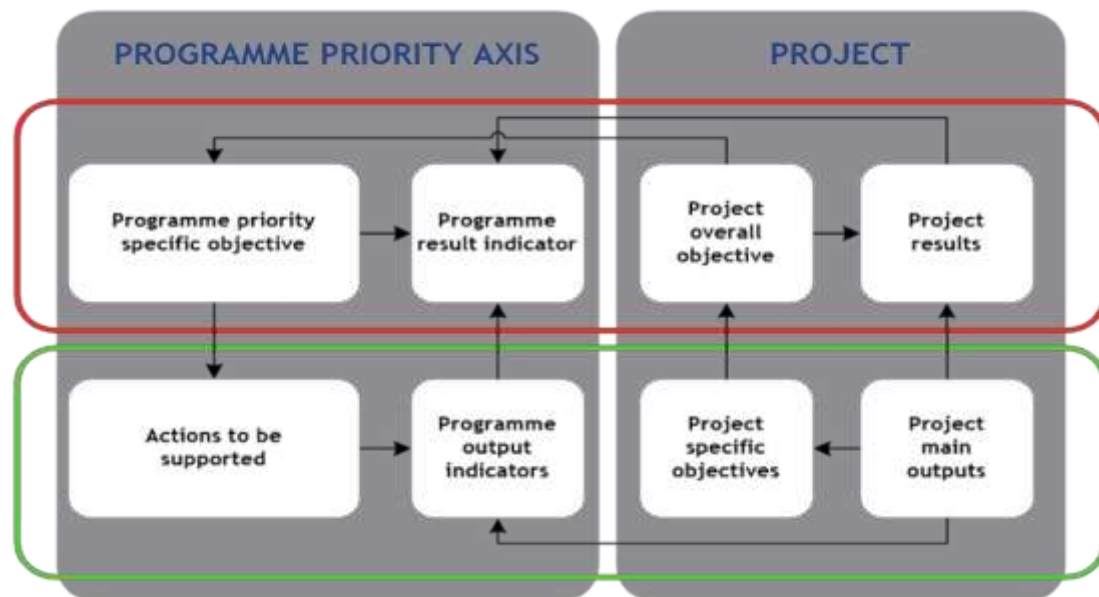 PROGRAMME PRIORITY AXIS
PROJECT
Programme priority
specific objective
Programme
result indicator
Project
overall
objective
Project
results
Actions to be
supported
Programme
output
indicators
Project
specific
objectives
Project
main
outputs